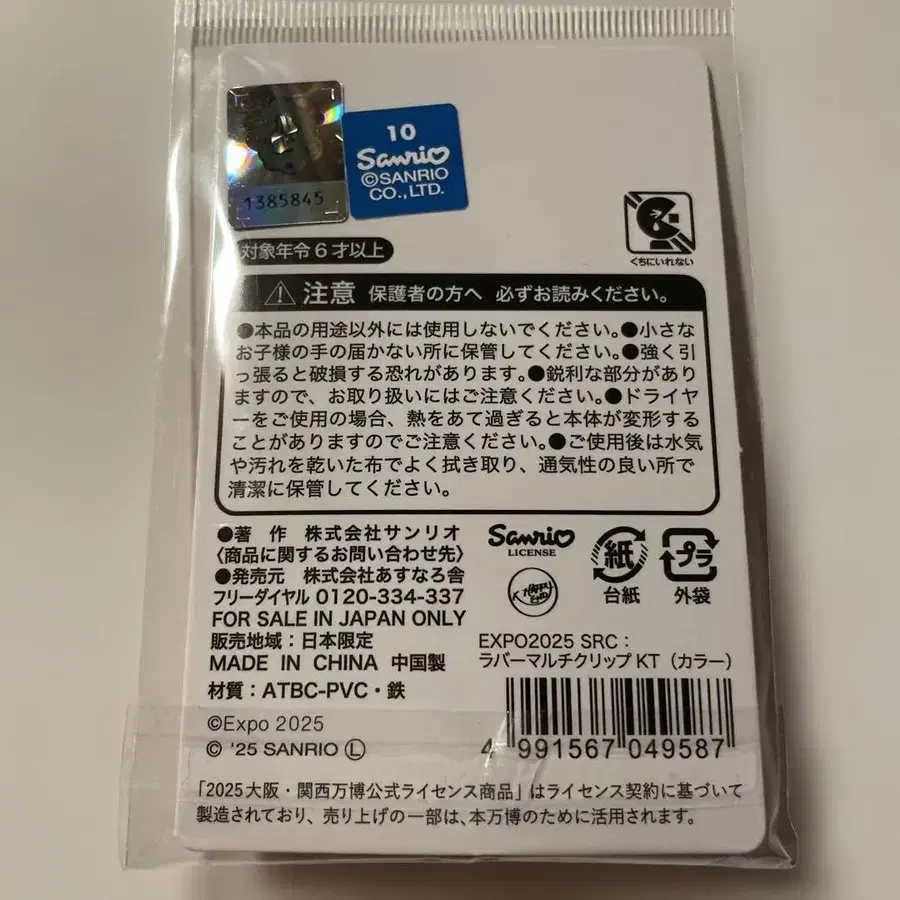 1385845
10
Sanrio
©SANRIO
CO.,LTD.
くちにいれない
対象年令6才以上
注意 保護者の方へ 必ずお読みください。
●本品の用途以外には使用しないでください。●小さな
お子様の手の届かない所に保管してください。●強く引
っ張ると破損する恐れがあります。●鋭利な部分があり
ますので、お取り扱いにはご注意ください。●ドライヤ
ーをご使用の場合、熱をあて過ぎると本体が変形する
ことがありますのでご注意ください。●ご使用後は水気
や汚れを乾いた布でよく拭き取り、通気性の良い所で
清潔に保管してください。
●著 作 株式会社サンリオ
〈商品に関するお問い合わせ先〉
●発売元 株式会社あすなろ舎
フリーダイヤル 0120-334-337
FOR SALE IN JAPAN ONLY
販売地域：日本限定
MADE IN CHINA 中国製
材質：ATBC-PVC・鉄
Sanrio
LICENSE
HAPPY
END
紙
台紙
プラ
外袋
EXPO2025 SRC：
ラバーマルチクリップKT（カラー）
4 991567 049587
©Expo 2025
© '25 SANRIO Ⓛ
「2025大阪・関西万博公式ライセンス商品」はライセンス契約に基づいて
製造されており、売り上げの一部は、本万博のために活用されます。